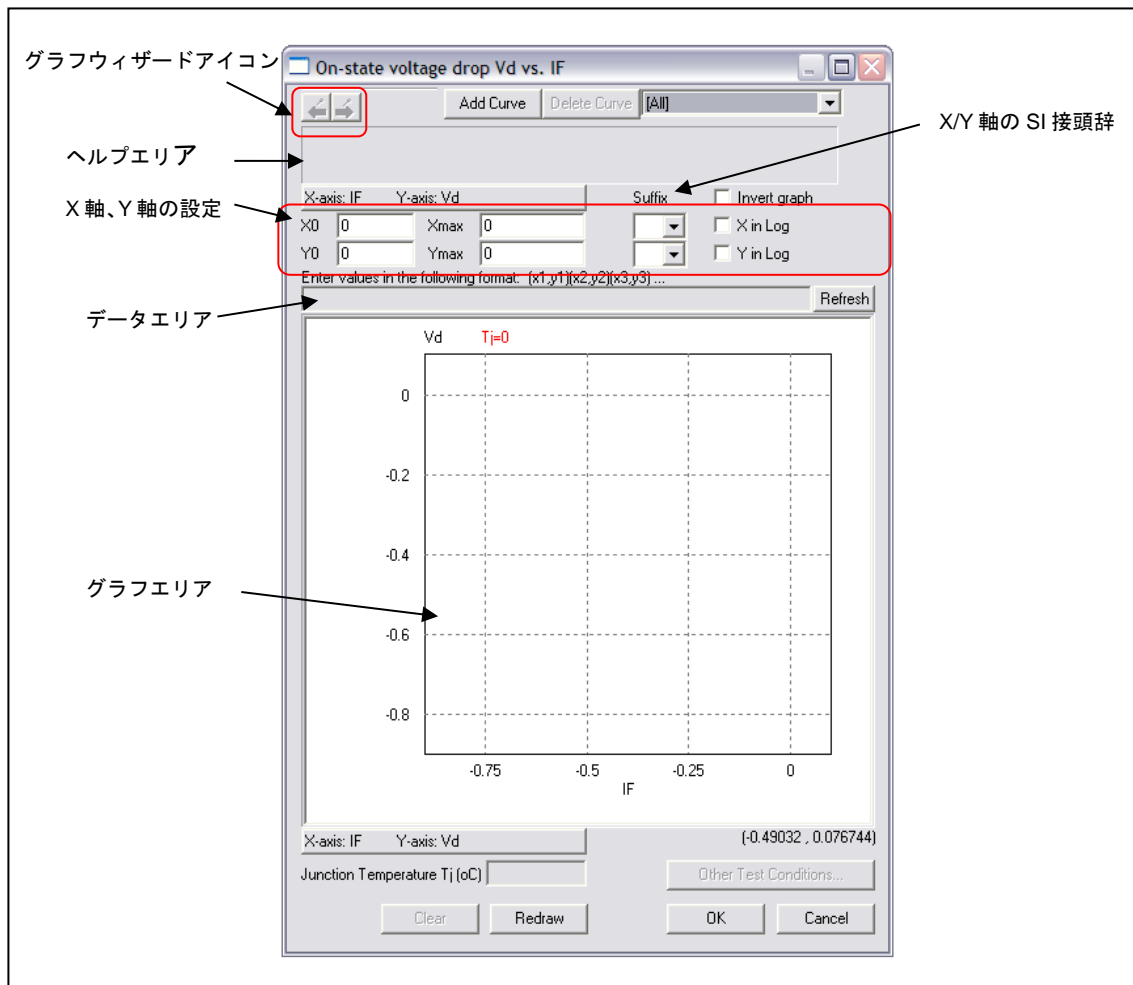 グラフウィザードアイコン
On-state voltage drop Vd vs. IF
Add Curve Delete Curve [All]
X/Y 軸の SI 接頭辞
ヘルプエリア
X 軸、Y 軸の設定
X-axis: IF Y-axis: Vd Suffix Invert graph
X0 0 Xmax 0 X in Log
Y0 0 Ymax 0 Y in Log
Enter values in the following format: (x1,y1)(x2,y2)(x3,y3) ...
Refresh
データエリア
Vd Tj=0
0
-0.2
-0.4
グラフエリア
-0.6
-0.8
-0.75 -0.5 -0.25 0
IF
X-axis: IF Y-axis: Vd (-0.49032 , 0.076744)
Junction Temperature Tj (oC) Other Test Conditions...
Clear Redraw OK Cancel